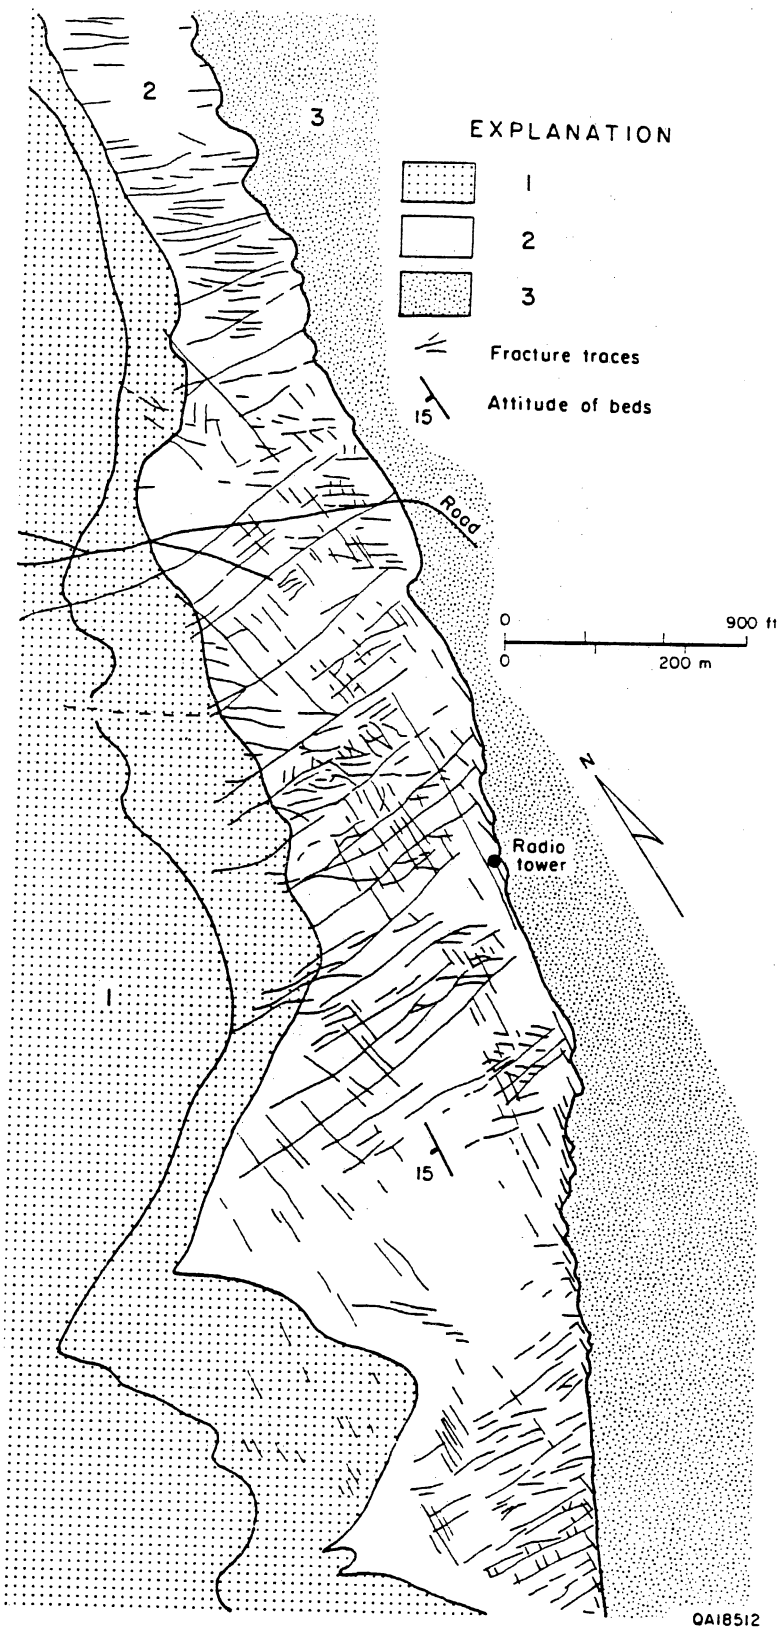 2
3
EXPLANATION
1
2
3
Fracture traces
15
Attitude of beds
Road
0
900 ft
0
200 m
N
Radio
tower
1
15
QA18512